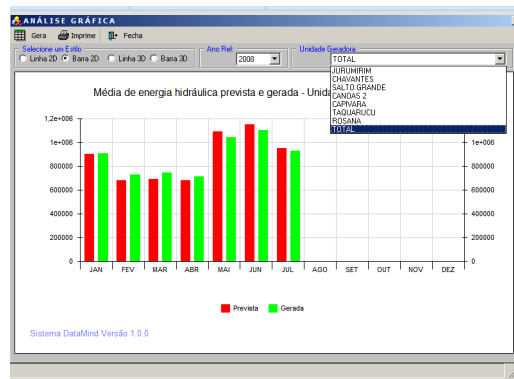 ANÁLISE GRÁFICA
Gera Imprime Fecha
Selecione um Estilo
Linha 2D Barra 2D Linha 3D Barra 3D
Ano Ref:
2008
Unidade Geradora
TOTAL
JURUMIRIM
CHAVANTES
SALTO GRANDE
CANOAS 2
CAPIVARA
TAQUARUCU
ROSANA
TOTAL
Média de energia hidráulica prevista e gerada - Unida
1,2e+006
1e+006 1e+006
800000 800000
600000 600000
400000 400000
200000 200000
0 0
JAN FEV MAR ABR MAI JUN JUL AGO SET OUT NOV DEZ
Prevista Gerada
Sistema DataMind Versão 1.0.0